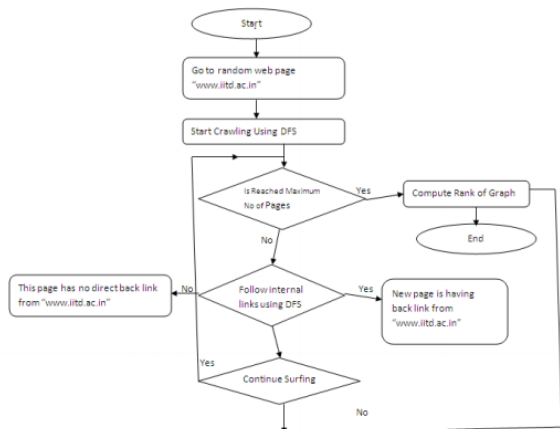 Start
Go to random web page
"www.iitd.ac.in"
Start Crawling Using DFS
Is Reached Maximum
No of Pages
Yes
Compute Rank of Graph
End
No
This page has no direct back link
from "www.iitd.ac.in"
No
Follow internal
links using DFS
Yes
New page is having
back link from
"www.iitd.ac.in"
Yes
Continue Surfing
No